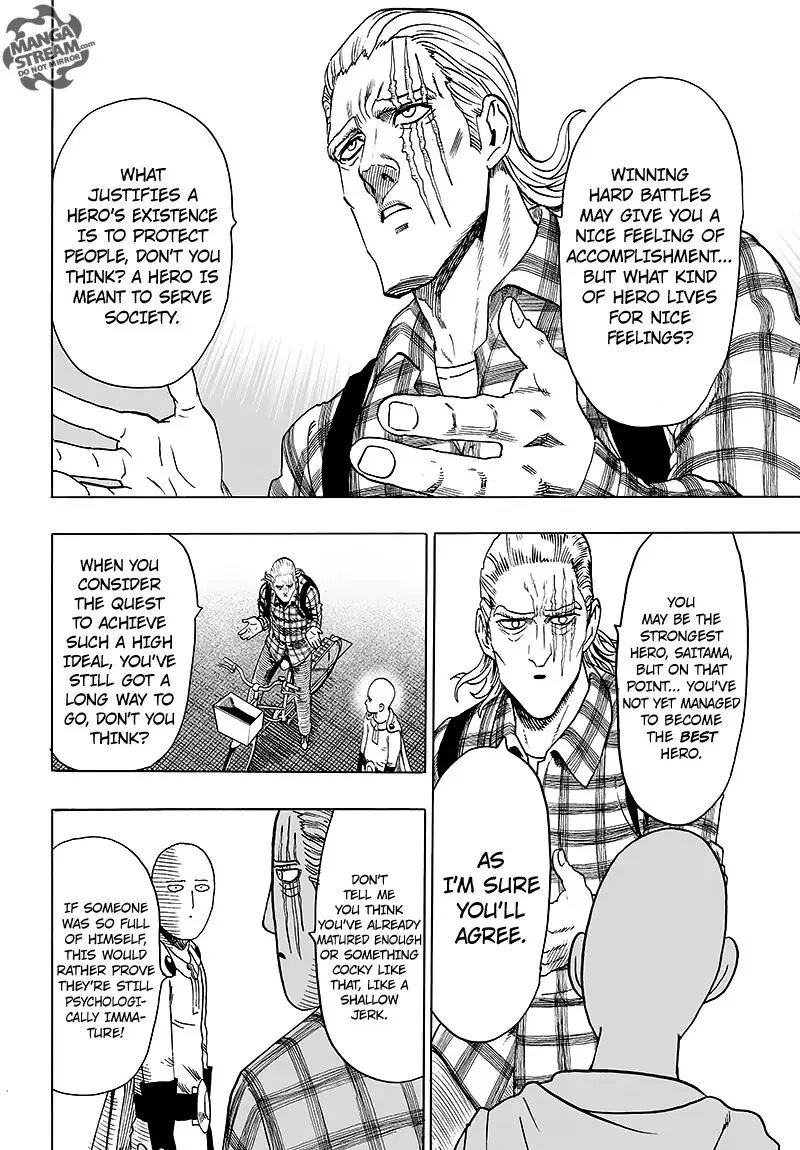 MANGA
STREAM.com
DO NOT MIRROR
WINNING
HARD BATTLES
MAY GIVE YOU A
NICE FEELING OF
ACCOMPLISHMENT...
BUT WHAT KIND
OF HERO LIVES
FOR NICE
FEELINGS?
WHAT
JUSTIFIES A
HERO'S EXISTENCE
IS TO PROTECT
PEOPLE, DON'T YOU
THINK? A HERO IS
MEANT TO SERVE
SOCIETY.
YOU
MAY BE THE
STRONGEST
HERO, SAITAMA,
BUT ON THAT
POINT... YOU'VE
NOT YET MANAGED
TO BECOME
THE BEST
HERO.
AS
I'M SURE
YOU'LL
AGREE.
WHEN YOU
CONSIDER
THE QUEST
TO ACHIEVE
SUCH A HIGH
IDEAL, YOU'VE
STILL GOT A
LONG WAY TO
GO, DON'T YOU
THINK?
DON'T
TELL ME
YOU THINK
YOU'VE ALREADY
MATURED ENOUGH
OR SOMETHING
COCKY LIKE
THAT, LIKE A
SHALLOW
JERK.
IF SOMEONE
WAS SO FULL
OF HIMSELF,
THIS WOULD
RATHER PROVE
THEY'RE STILL
PSYCHOLOGI-
CALLY IMMA-
TURE!